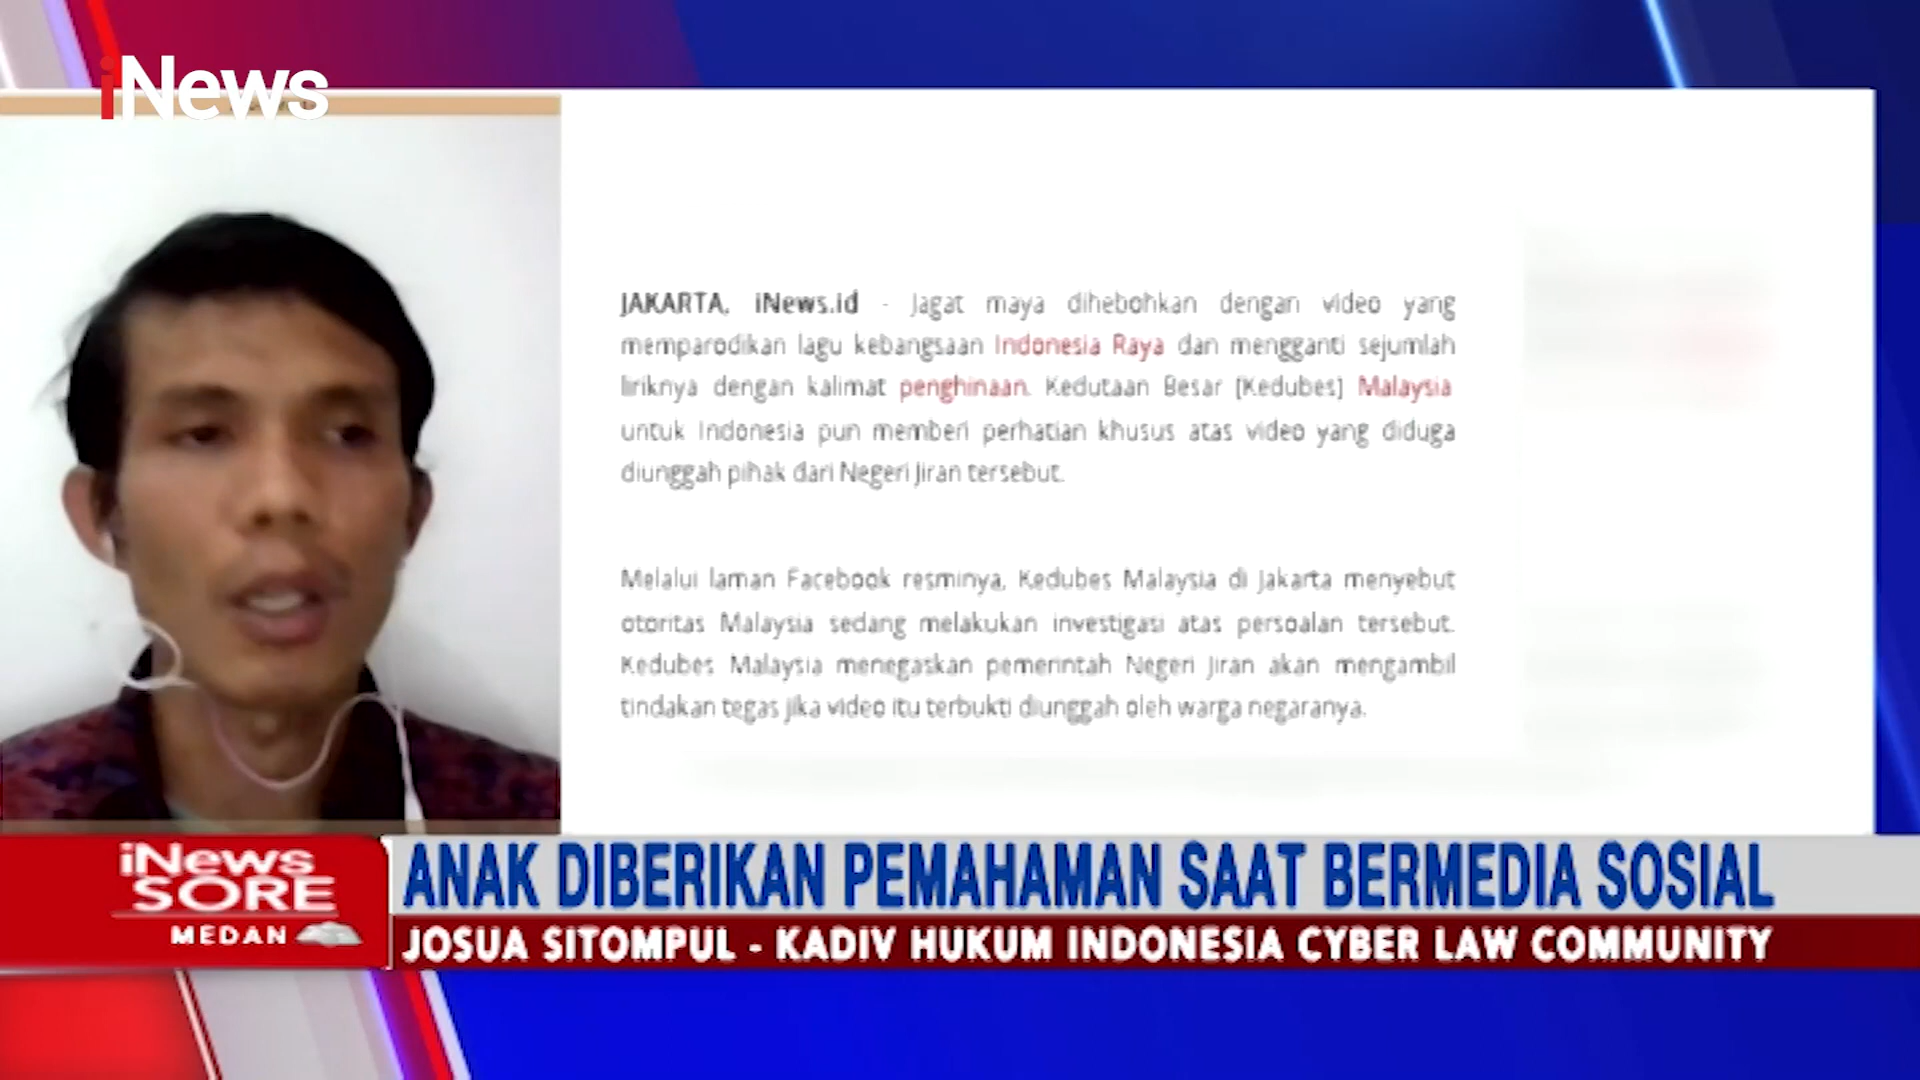 iNews
JAKARTA, iNews.id - Jagat maya dihebohkan dengan video yang
memparodikan lagu kebangsaan Indonesia Raya dan mengganti sejumlah
liriknya dengan kalimat penghinaan. Kedutaan Besar (Kedubes) Malaysia
untuk Indonesia pun memberi perhatian khusus atas video yang diduga
diunggah pihak dari Negeri Jiran tersebut.
Melalui laman Facebook resminya, Kedubes Malaysia di Jakarta menyebut
otoritas Malaysia sedang melakukan investigasi atas persoalan tersebut.
Kedubes Malaysia menegaskan pemerintah Negeri Jiran akan mengambil
tindakan tegas jika video itu terbukti diunggah oleh warga negaranya.
iNews
SORE
MEDAN
ANAK DIBERIKAN PEMAHAMAN SAAT BERMEDIA SOSIAL
JOSUA SITOMPUL - KADIV HUKUM INDONESIA CYBER LAW COMMUNITY